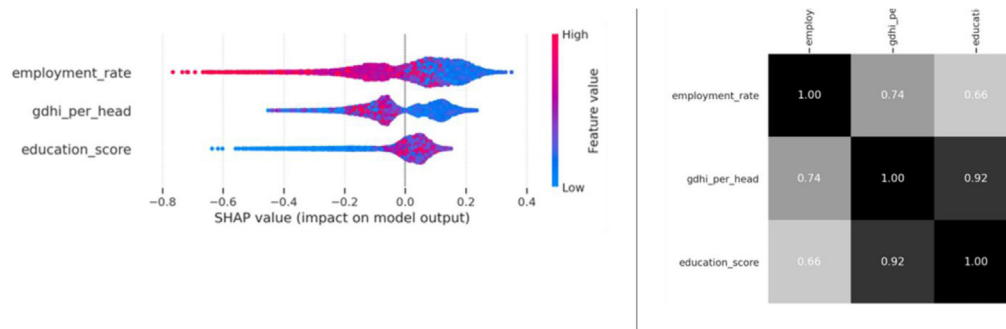 High
employment_rate
gdhi_per_head
education_score
Feature value
Low
−0.8 −0.6 −0.4 −0.2 0.0 0.2 0.4
SHAP value (impact on model output)
employ
gdhi_pe
educati
employment_rate 1.00 0.74 0.66
gdhi_per_head 0.74 1.00 0.92
education_score 0.66 0.92 1.00